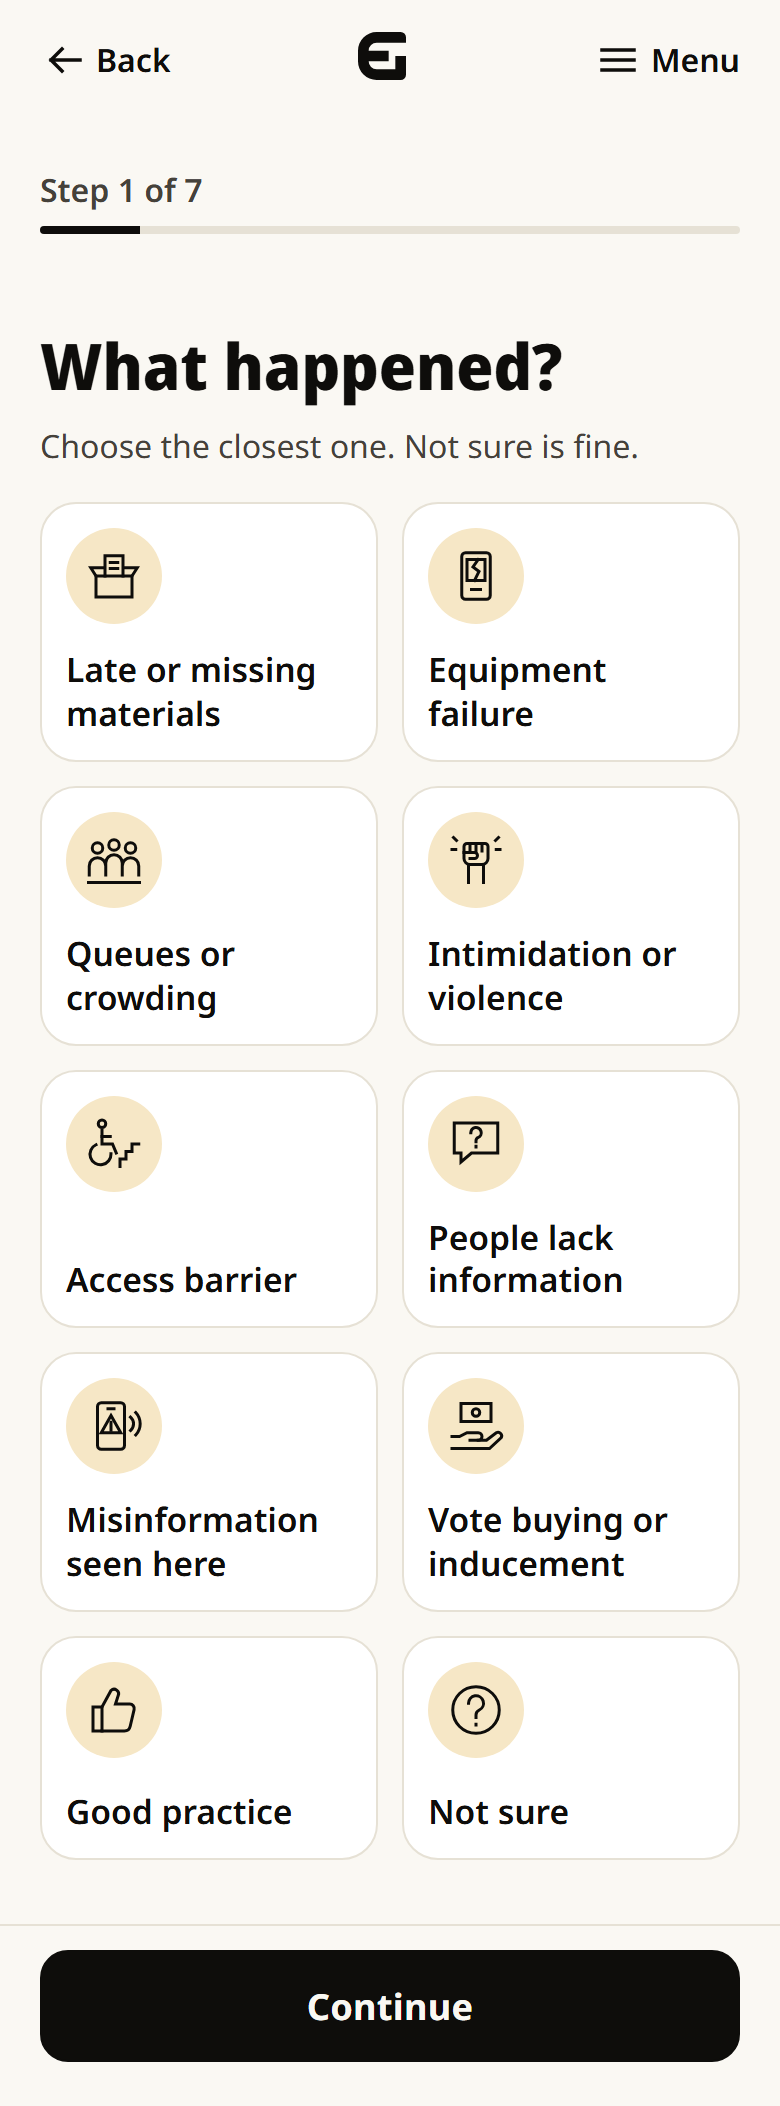 Back
Menu
Step 1 of 7
What happened?
Choose the closest one. Not sure is fine.
Late or missing
materials
Equipment
failure
Queues or
crowding
Intimidation or
violence
Access barrier
People lack
information
Misinformation
seen here
Vote buying or
inducement
Good practice
Not sure
Continue